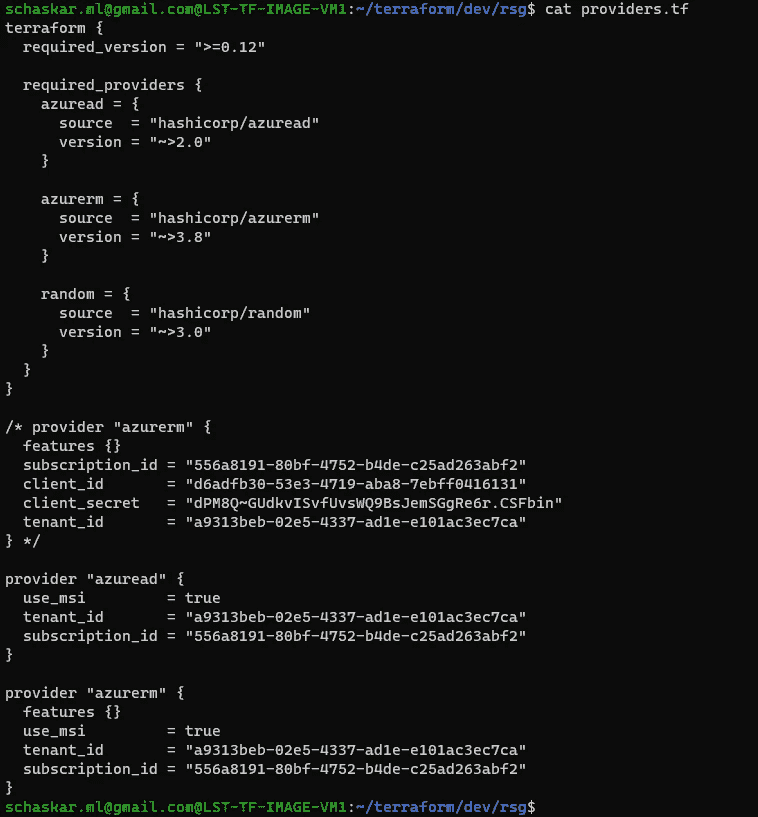 schaskar.ml@gmail.com@LST-TF-IMAGE-VM1:~/terraform/dev/rsg$ cat providers.tf
terraform {
  required_version = ">=0.12"

  required_providers {
    azuread = {
      source  = "hashicorp/azuread"
      version = "~>2.0"
    }

    azurerm = {
      source  = "hashicorp/azurerm"
      version = "~>3.8"
    }

    random = {
      source  = "hashicorp/random"
      version = "~>3.0"
    }
  }
}

/* provider "azurerm" {
  features {}
  subscription_id = "556a8191-80bf-4752-b4de-c25ad263abf2"
  client_id       = "d6adfb30-53e3-4719-aba8-7ebff0416131"
  client_secret   = "dPM8Q~GUdkvISvfUvsWQ9BsJemSGgRe6r.CSFbin"
  tenant_id       = "a9313beb-02e5-4337-ad1e-e101ac3ec7ca"
} */

provider "azuread" {
  use_msi         = true
  tenant_id       = "a9313beb-02e5-4337-ad1e-e101ac3ec7ca"
  subscription_id = "556a8191-80bf-4752-b4de-c25ad263abf2"
}

provider "azurerm" {
  features {}
  use_msi         = true
  tenant_id       = "a9313beb-02e5-4337-ad1e-e101ac3ec7ca"
  subscription_id = "556a8191-80bf-4752-b4de-c25ad263abf2"
}
schaskar.ml@gmail.com@LST-TF-IMAGE-VM1:~/terraform/dev/rsg$